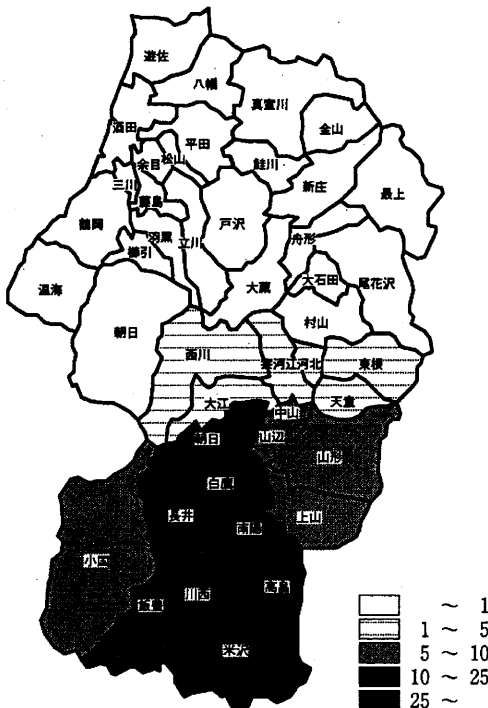 遊佐
八幡
真室川
金山
酒田
平田
松山
余目
鮭川
新庄
最上
三川
藤島
戸沢
鶴岡
羽黒
立川
舟形
櫛引
大蔵
大石田
尾花沢
温海
朝日
村山
西川
寒河江
河北
東根
大江
天童
中山
朝日
山辺
山形
白鷹
長井
上山
南陽
小国
飯豊
川西
高畠
米沢
～ 1
1 ～ 5
5 ～ 10
10 ～ 25
25 ～